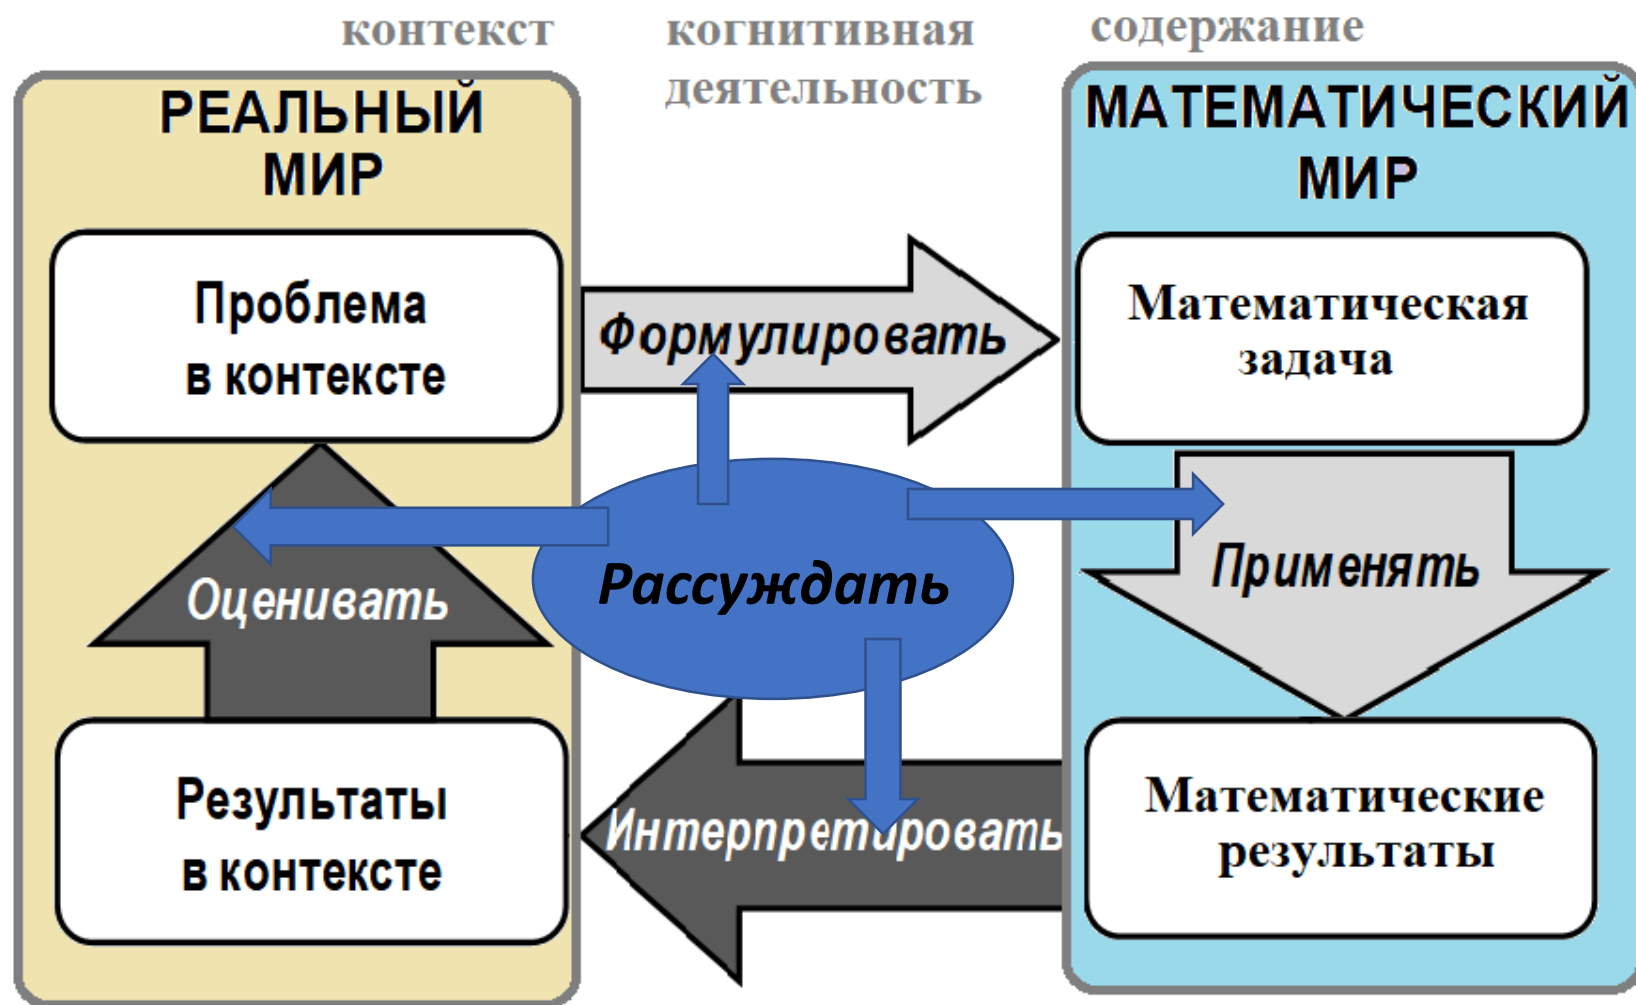 контекст
когнитивная
деятельность
содержание
РЕАЛЬНЫЙ
МИР
МАТЕМАТИЧЕСКИЙ
МИР
Проблема
в контексте
Формулировать
Математическая
задача
Оценивать
Рассуждать
Применять
Результаты
в контексте
Интерпретировать
Математические
результаты